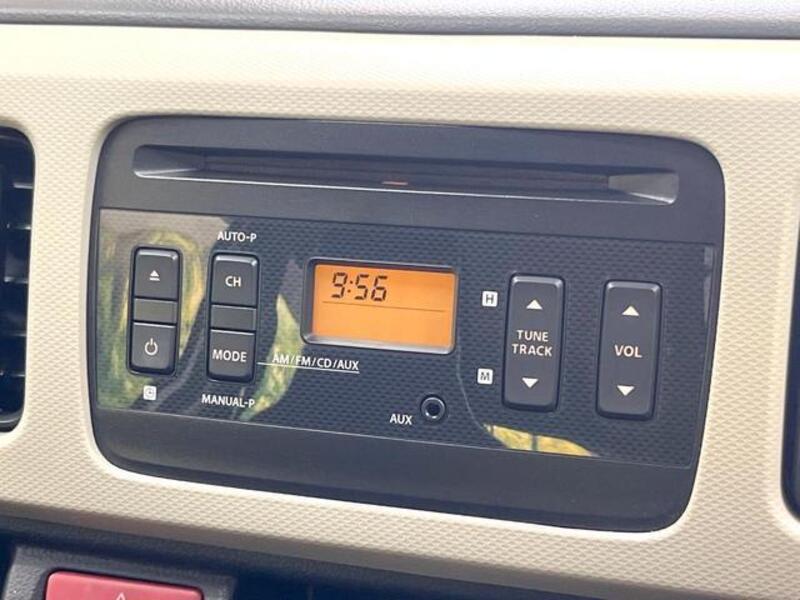 AUTO-P
CH
MODE
AM/FM/CD/AUX
MANUAL-P
C
9:56
AUX
H
M
TUNE
TRACK
VOL